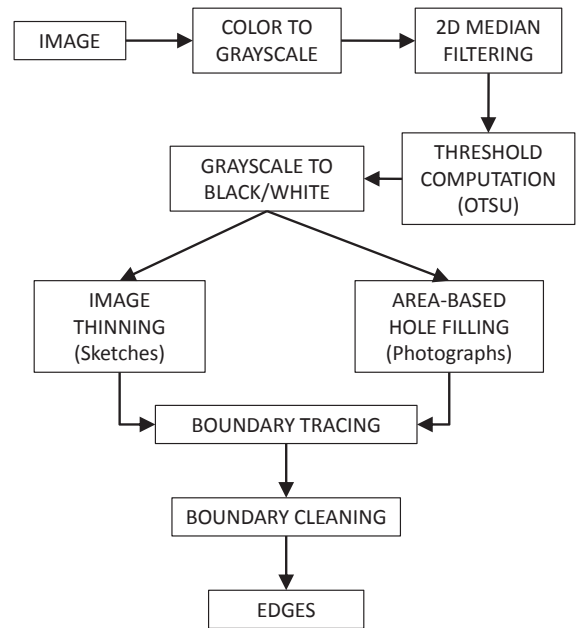 IMAGE
COLOR TO
GRAYSCALE
2D MEDIAN
FILTERING
THRESHOLD
COMPUTATION
(OTSU)
GRAYSCALE TO
BLACK/WHITE
IMAGE
THINNING
(Sketches)
AREA-BASED
HOLE FILLING
(Photographs)
BOUNDARY TRACING
BOUNDARY CLEANING
EDGES